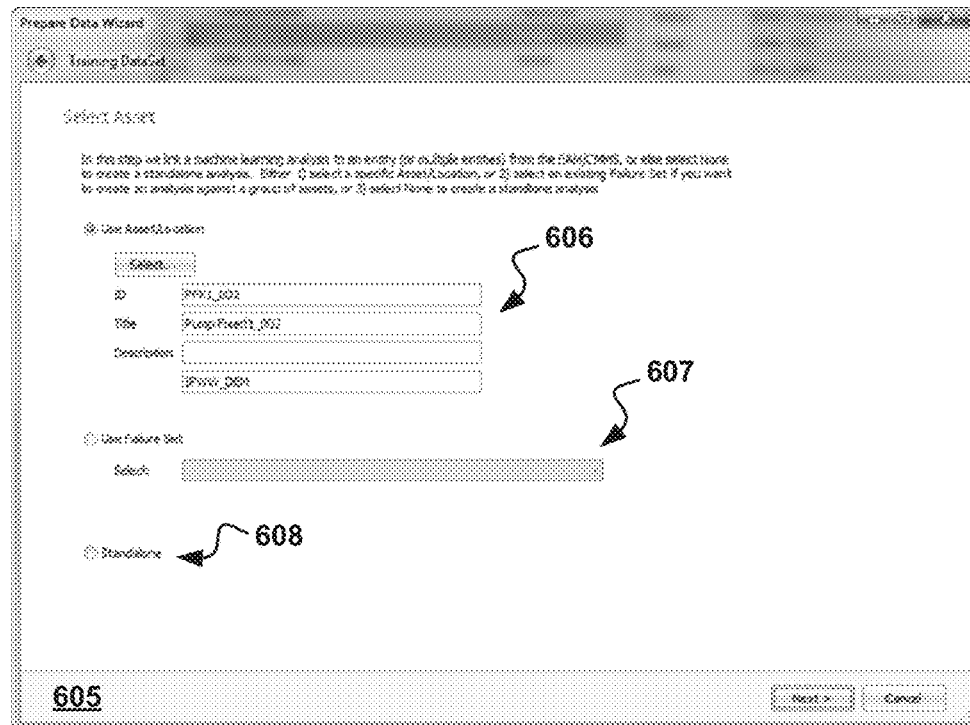 Prepare Data Wizard
Training DataSet
Select Asset
In this step we link a machine learning analysis to an entity (or multiple entities) from the EAM/CMMS, or else select None
to create a standalone analysis. Either 1) select a specific Asset/Location, or 2) select an existing Failure Set if you want
to create an analysis against a group of assets, or 3) select None to create a standalone analysis
Use Asset/Location
606
Select...
ID
Title
Description
607
Use Failure Set
Select:
608
Standalone
605
Next >
Cancel